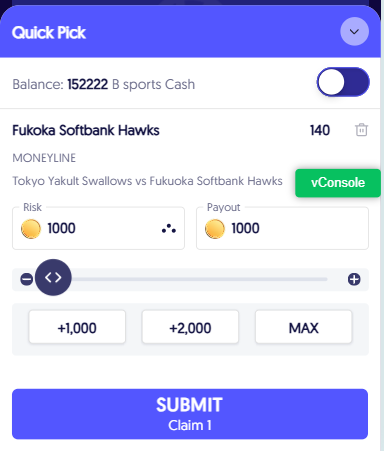 Quick Pick
Balance: 152222 B sports Cash
Fukoka Softbank Hawks 140
MONEYLINE
Tokyo Yakult Swallows vs Fukuoka Softbank Hawks
vConsole
Risk Payout
1000 1000
+1,000 +2,000 MAX
SUBMIT
Claim 1